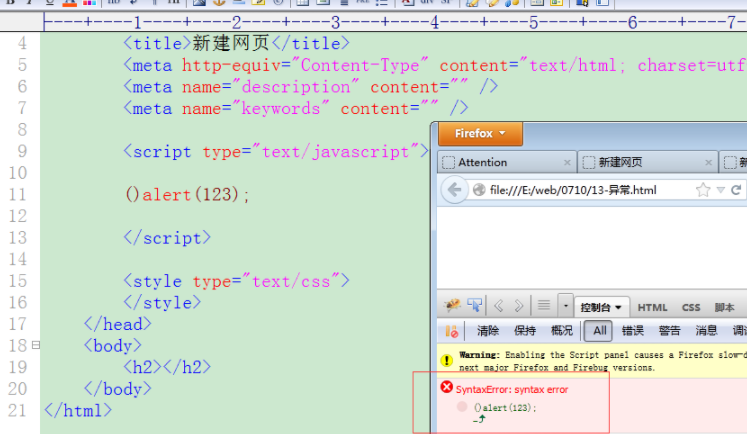 ├----+----1----+----2----+----3----+----4----+----5----+----6----+----7-
4 <title>新建网页</title>
5 <meta http-equiv="Content-Type" content="text/html; charset=utf
6 <meta name="description" content="" />
7 <meta name="keywords" content="" />
8
9 <script type="text/javascript">
10
11 ()alert(123);
12
13 </script>
14
15 <style type="text/css">
16 </style>
17 </head>
18 <body>
19 <h2></h2>
20 </body>
21 </html>
Firefox
Attention × 新建网页 ×
file:///E:/web/0710/13-异常.html
控制台 HTML CSS 脚本
清除 保持 概况 All 错误 警告 消息 调
Warning: Enabling the Script panel causes a Firefox slow-d
next major Firefox and Firebug versions.
SyntaxError: syntax error
()alert(123);